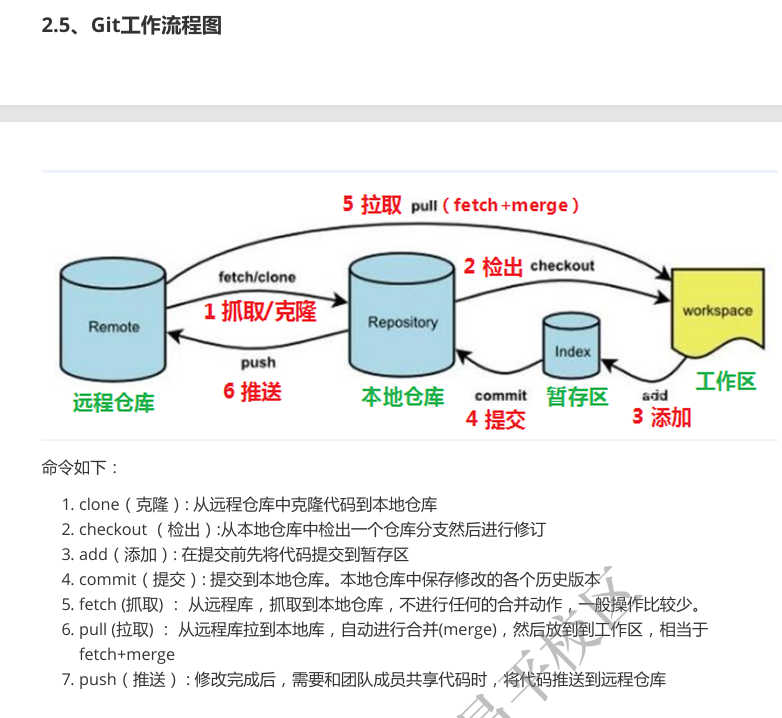 2.5、Git工作流程图
5 拉取 pull（fetch+merge）
fetch/clone
2 检出 checkout
1 抓取/克隆
workspace
Remote
Repository
Index
push
工作区
6 推送
远程仓库
本地仓库
commit
暂存区
add
4 提交
3 添加
命令如下：
1. clone（克隆）: 从远程仓库中克隆代码到本地仓库
2. checkout （检出）:从本地仓库中检出一个仓库分支然后进行修订
3. add（添加）: 在提交前先将代码提交到暂存区
4. commit（提交）: 提交到本地仓库。本地仓库中保存修改的各个历史版本
5. fetch (抓取) ： 从远程库，抓取到本地仓库，不进行任何的合并动作，一般操作比较少。
6. pull (拉取) ： 从远程库拉到本地库，自动进行合并(merge)，然后放到到工作区，相当于
fetch+merge
7. push（推送） : 修改完成后，需要和团队成员共享代码时，将代码推送到远程仓库
昌平校区